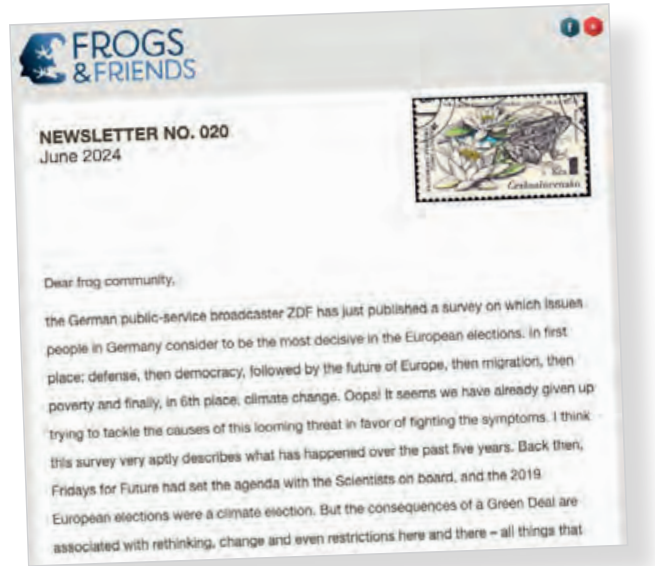 FROGS
&FRIENDS
NEWSLETTER NO. 020
June 2024
Československo
Dear frog community,
the German public-service broadcaster ZDF has just published a survey on which issues
people in Germany consider to be the most decisive in the European elections. In first
place: defense, then democracy, followed by the future of Europe, then migration, then
poverty and finally, in 6th place, climate change. Oops! It seems we have already given up
trying to tackle the causes of this looming threat in favor of fighting the symptoms. I think
this survey very aptly describes what has happened over the past five years. Back then,
Fridays for Future had set the agenda with the Scientists on board, and the 2019
European elections were a climate election. But the consequences of a Green Deal are
associated with rethinking, change and even restrictions here and there – all things that